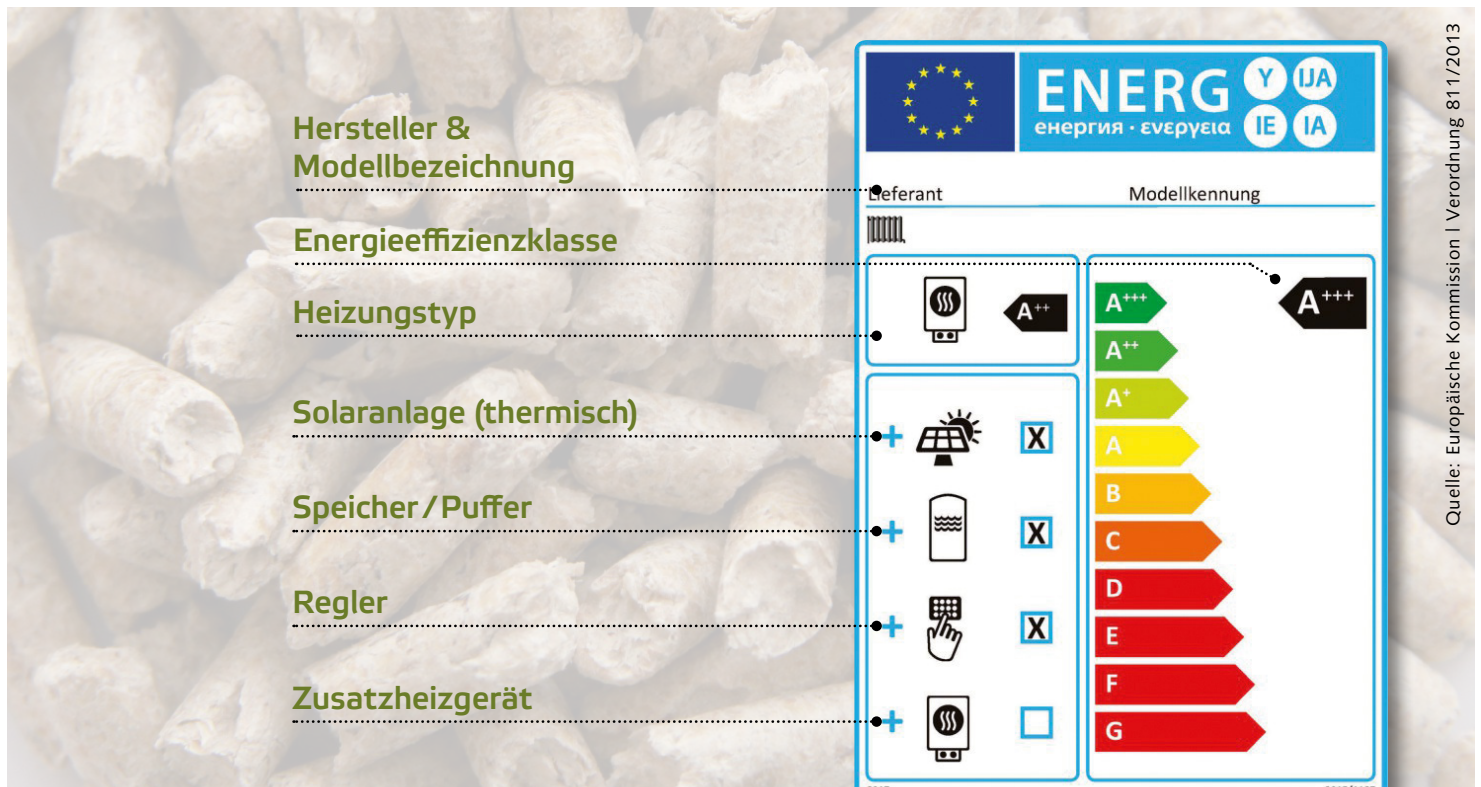 Hersteller &
Modellbezeichnung
Energieeffizienzklasse
Heizungstyp
Solaranlage (thermisch)
Speicher / Puffer
Regler
Zusatzheizgerät
ENERG Y IJA
енергия · ενεργεια IE IA
Lieferant Modellkennung
A++
A+++
A+++
A++
A+
A
B
C
D
E
F
G
X
X
X
Quelle: Europäische Kommission | Verordnung 811/2013